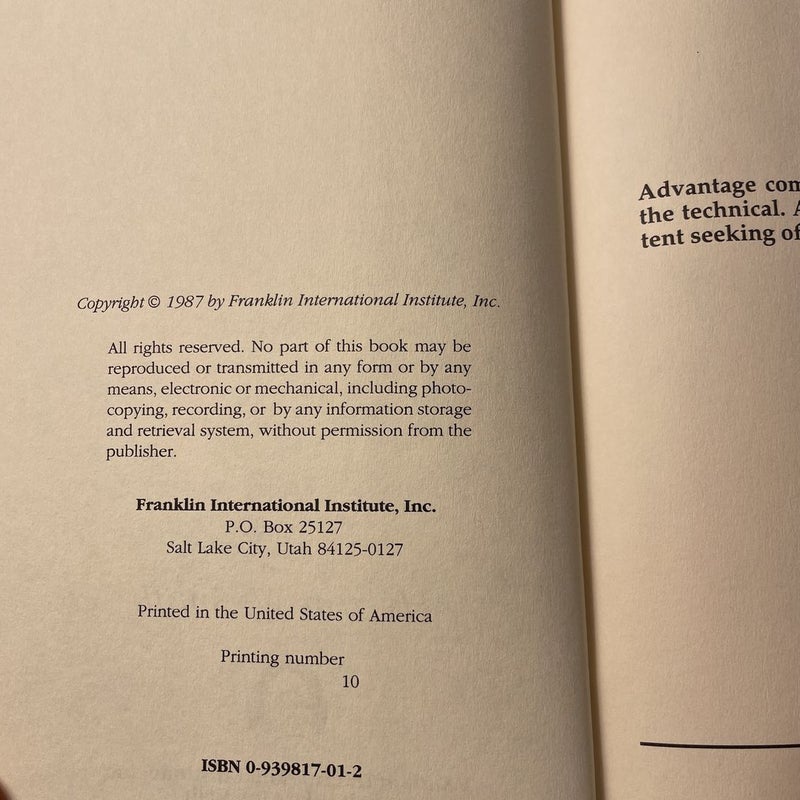 Copyright © 1987 by Franklin International Institute, Inc.
All rights reserved. No part of this book may be
reproduced or transmitted in any form or by any
means, electronic or mechanical, including photo-
copying, recording, or by any information storage
and retrieval system, without permission from the
publisher.
Franklin International Institute, Inc.
P.O. Box 25127
Salt Lake City, Utah 84125-0127
Printed in the United States of America
Printing number
10
ISBN 0-939817-01-2
Advantage com
the technical. A
tent seeking of